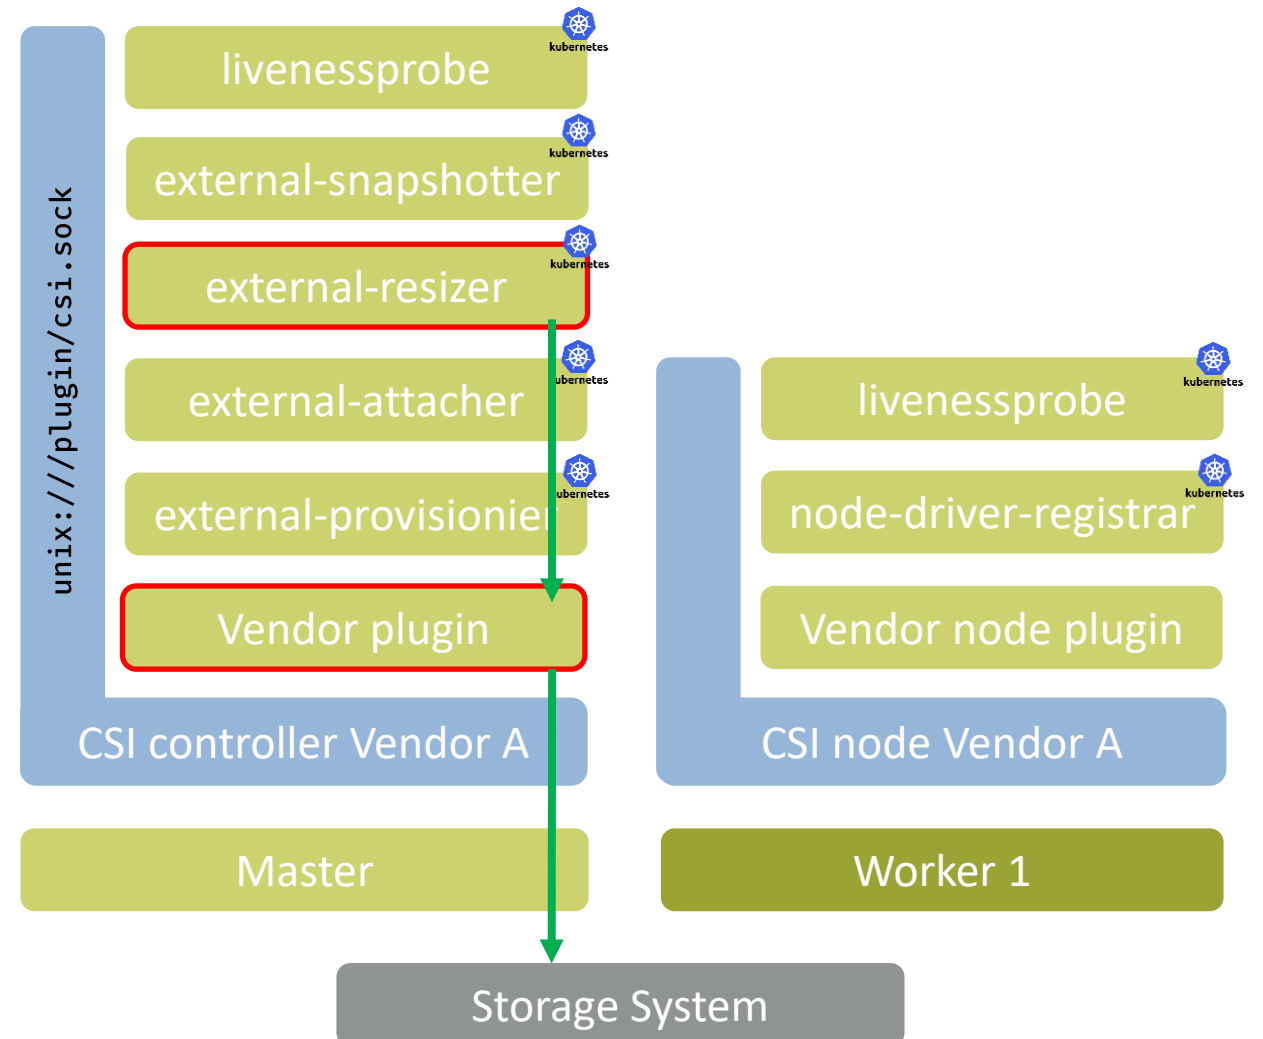 kubernetes
livenessprobe
kubernetes
external-snapshotter
kubernetes
external-resizer
kubernetes
external-attacher
kubernetes
external-provisionier
Vendor plugin
unix:///plugin/csi.sock
CSI controller Vendor A
Master
kubernetes
livenessprobe
kubernetes
node-driver-registrar
Vendor node plugin
CSI node Vendor A
Worker 1
Storage System